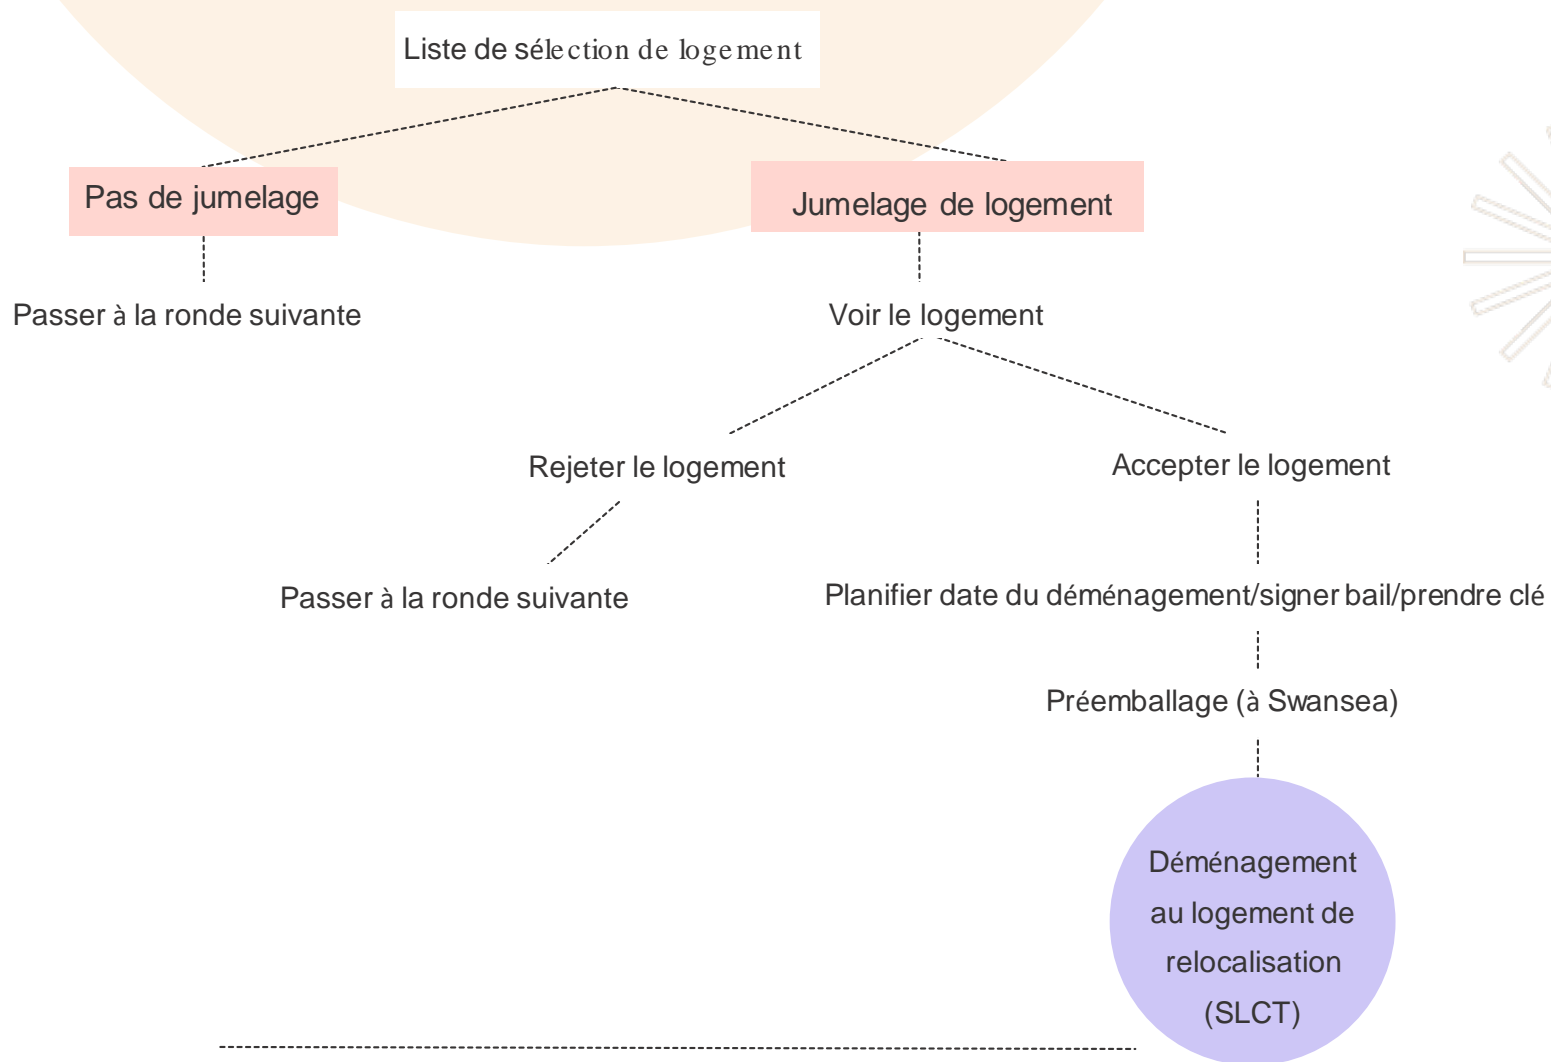 Liste de sélection de logement
Pas de jumelage
Jumelage de logement
Passer à la ronde suivante
Voir le logement
Rejeter le logement
Accepter le logement
Passer à la ronde suivante
Planifier date du déménagement/signer bail/prendre clé
Préemballage (à Swansea)
Déménagement
au logement de
relocalisation
(SLCT)